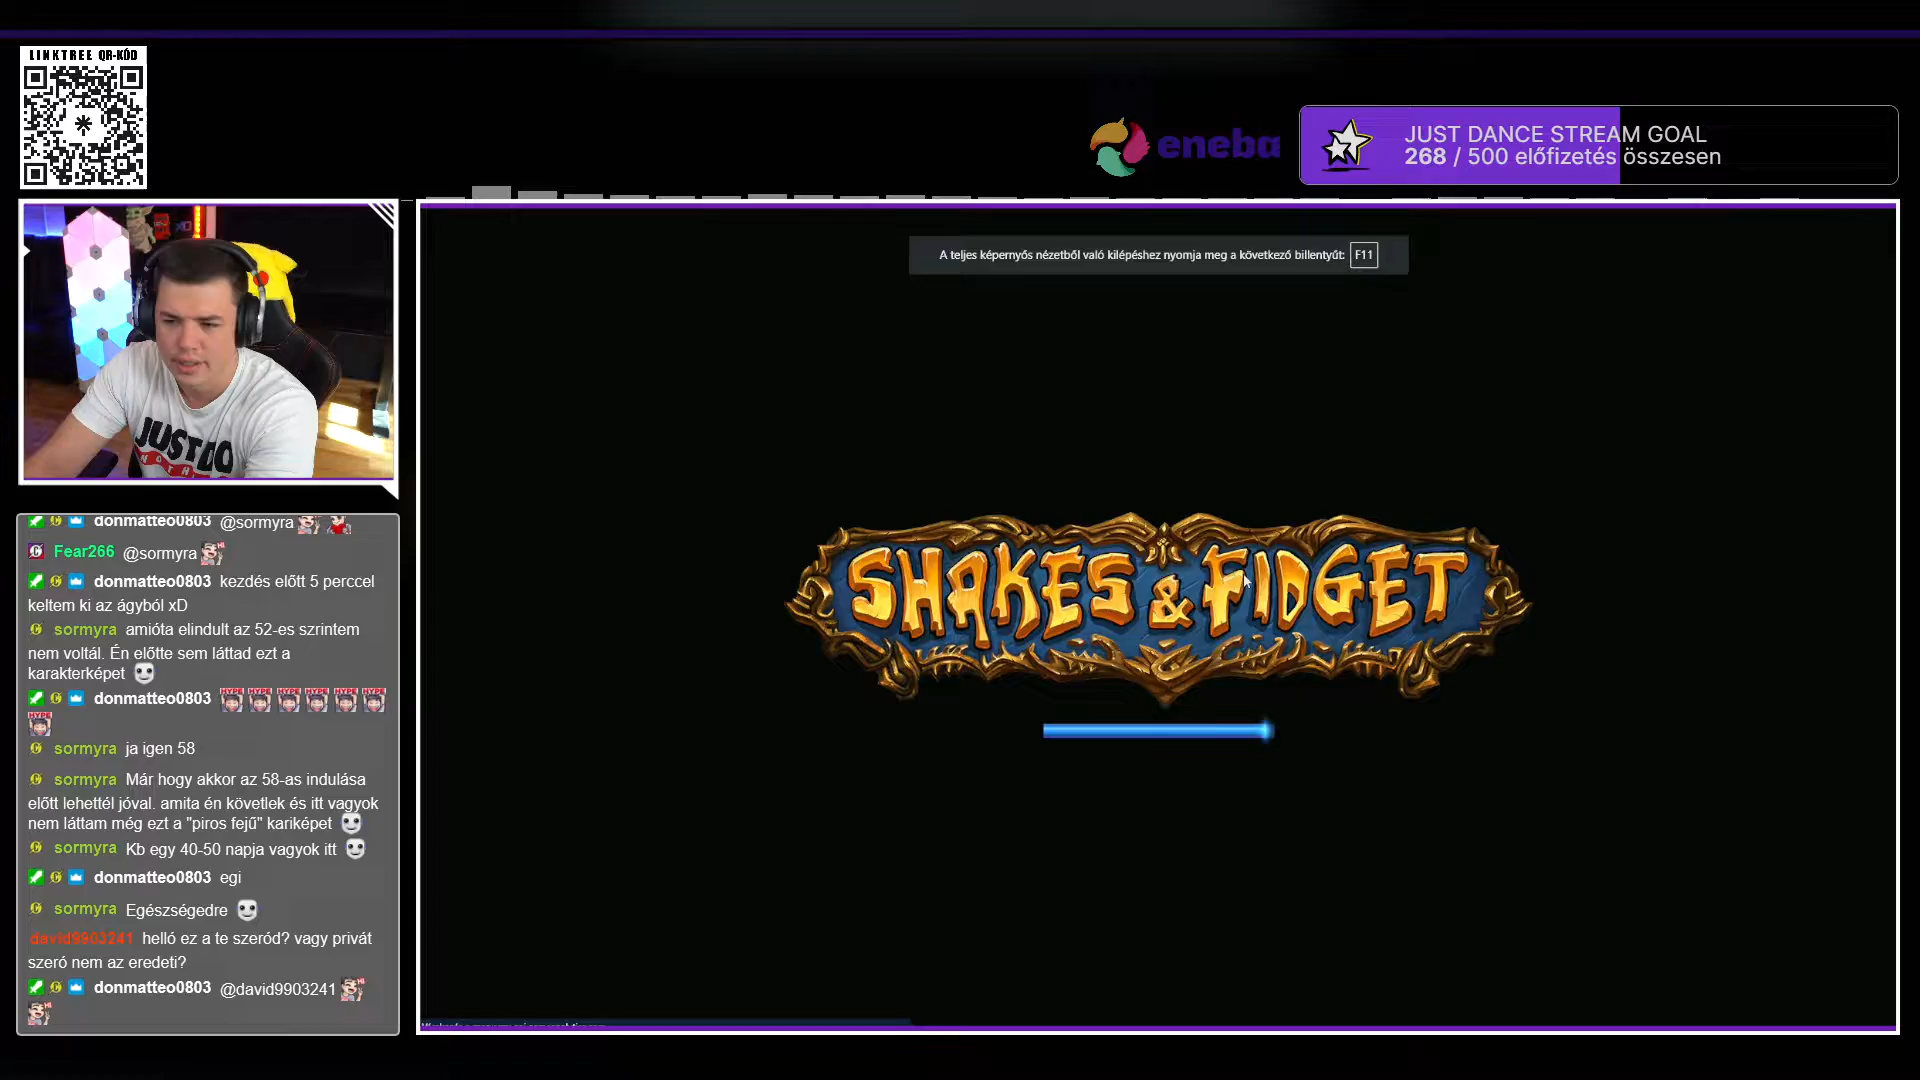 LINKTREE QR-KÓD
eneba
JUST DANCE STREAM GOAL
268 / 500 előfizetés összesen
A teljes képernyős nézetből való kilépéshez nyomja meg a következő billentyűt: F11
SHAKES & FIDGET
JUST DO
donmatteo0803 @sormyra
Fear266 @sormyra
donmatteo0803 kezdés előtt 5 perccel
keltem ki az ágyból xD
sormyra amióta elindult az 52-es szrintem
nem voltál. Én előtte sem láttad ezt a
karakterképet
donmatteo0803
sormyra ja igen 58
sormyra Már hogy akkor az 58-as indulása
előtt lehettél jóval. amita én követlek és itt vagyok
nem láttam még ezt a "piros fejű" kariképet
sormyra Kb egy 40-50 napja vagyok itt
donmatteo0803 egi
sormyra Egészségedre
david9903241 helló ez a te szeród? vagy privát
szeró nem az eredeti?
donmatteo0803 @david9903241